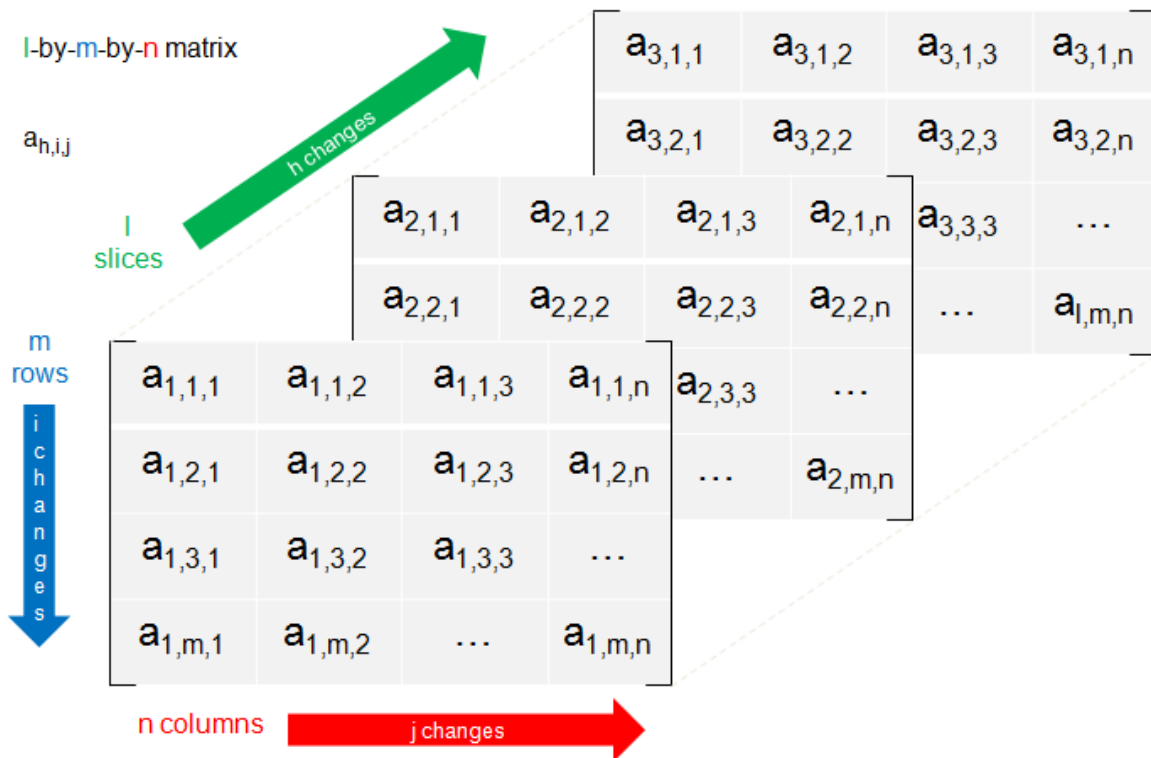 l-by-m-by-n matrix
a3,1,1 a3,1,2 a3,1,3 a3,1,n
a3,2,1 a3,2,2 a3,2,3 a3,2,n
a3,3,3 ...
... al,m,n
ah,i,j
h changes
l
slices
a2,1,1 a2,1,2 a2,1,3 a2,1,n
a2,2,1 a2,2,2 a2,2,3 a2,2,n
a2,3,3 ...
... a2,m,n
m
rows
i changes
a1,1,1 a1,1,2 a1,1,3 a1,1,n
a1,2,1 a1,2,2 a1,2,3 a1,2,n
a1,3,1 a1,3,2 a1,3,3 ...
a1,m,1 a1,m,2 ... a1,m,n
n columns
j changes